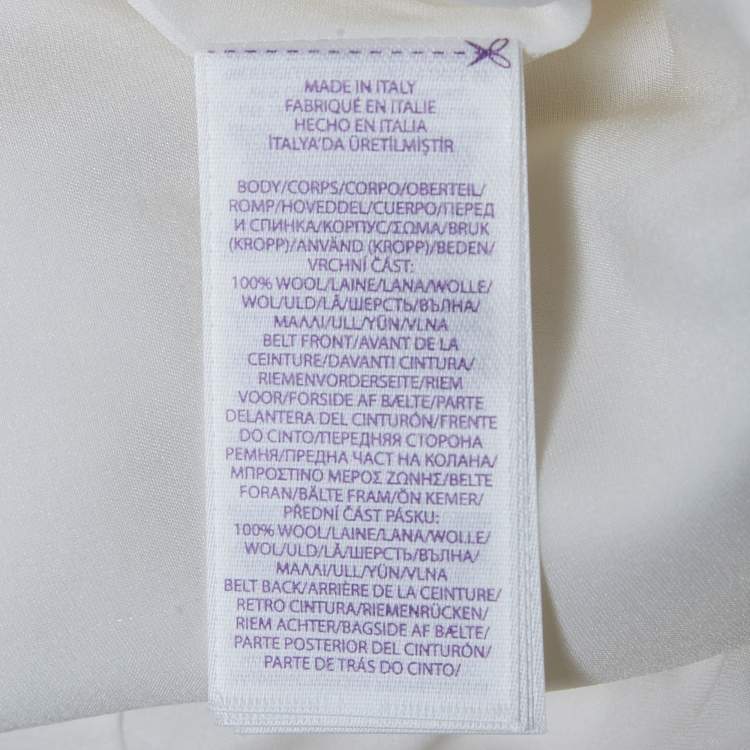 MADE IN ITALY
FABRIQUÉ EN ITALIE
HECHO EN ITALIA
İTALYA'DA ÜRETİLMİŞTİR
BODY/CORPS/CORPO/OBERTEIL/
ROMP/HOVEDDEL/CUERPO/ПЕРЕД
И СПИНКА/КОРПУС/ΣΩΜΑ/BRUK
(KROPP)/ANVÄND (KROPP)/BEDEN/
VRCHNÍ ČÁST:
100% WOOL/LAINE/LANA/WOLLE/
WOL/ULD/LÃ/ШЕРСТЬ/ВЪЛНА/
ΜΑΛΛΙ/ULL/YÜN/VLNA
BELT FRONT/AVANT DE LA
CEINTURE/DAVANTI CINTURA/
RIEMENVORDERSEITE/RIEM
VOOR/FORSIDE AF BÆLTE/PARTE
DELANTERA DEL CINTURÓN/FRENTE
DO CINTO/ПЕРЕДНЯЯ СТОРОНА
РЕМНЯ/ПРЕДНА ЧАСТ НА КОЛАНА/
ΜΠΡΟΣΤΙΝΟ ΜΕΡΟΣ ΖΩΝΗΣ/BELTE
FORAN/BÄLTE FRAM/ÖN KEMER/
PŘEDNÍ ČÁST PÁSKU:
100% WOOL/LAINE/LANA/WOLLE/
WOL/ULD/LÃ/ШЕРСТЬ/ВЪЛНА/
ΜΑΛΛΙ/ULL/YÜN/VLNA
BELT BACK/ARRIÈRE DE LA CEINTURE/
RETRO CINTURA/RIEMENRÜCKEN/
RIEM ACHTER/BAGSIDE AF BÆLTE/
PARTE POSTERIOR DEL CINTURÓN/
PARTE DE TRÁS DO CINTO/